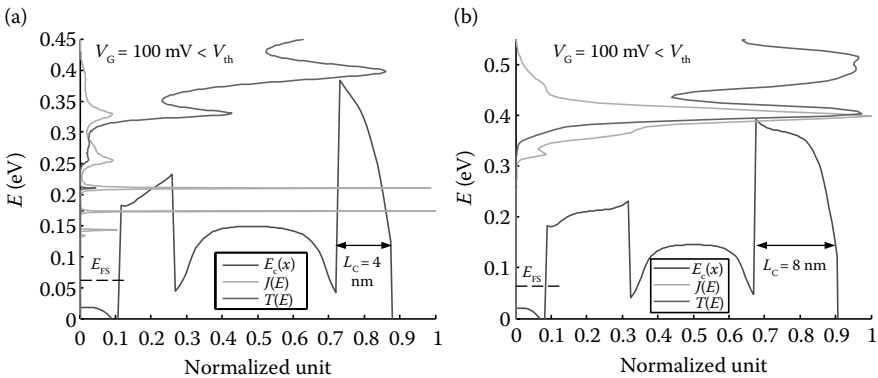 (a)
V_G = 100 mV < V_th
E (eV)
0.45
0.4
0.35
0.3
0.25
0.2
0.15
0.1
0.05
0
E_FS
L_C = 4
nm
E_c(x)
J(E)
T(E)
0 0.1 0.2 0.3 0.4 0.5 0.6 0.7 0.8 0.9 1
Normalized unit
(b)
V_G = 100 mV < V_th
E (eV)
0.5
0.4
0.3
0.2
0.1
0
E_FS
L_C = 8 nm
E_c(x)
J(E)
T(E)
0 0.1 0.2 0.3 0.4 0.5 0.6 0.7 0.8 0.9 1
Normalized unit